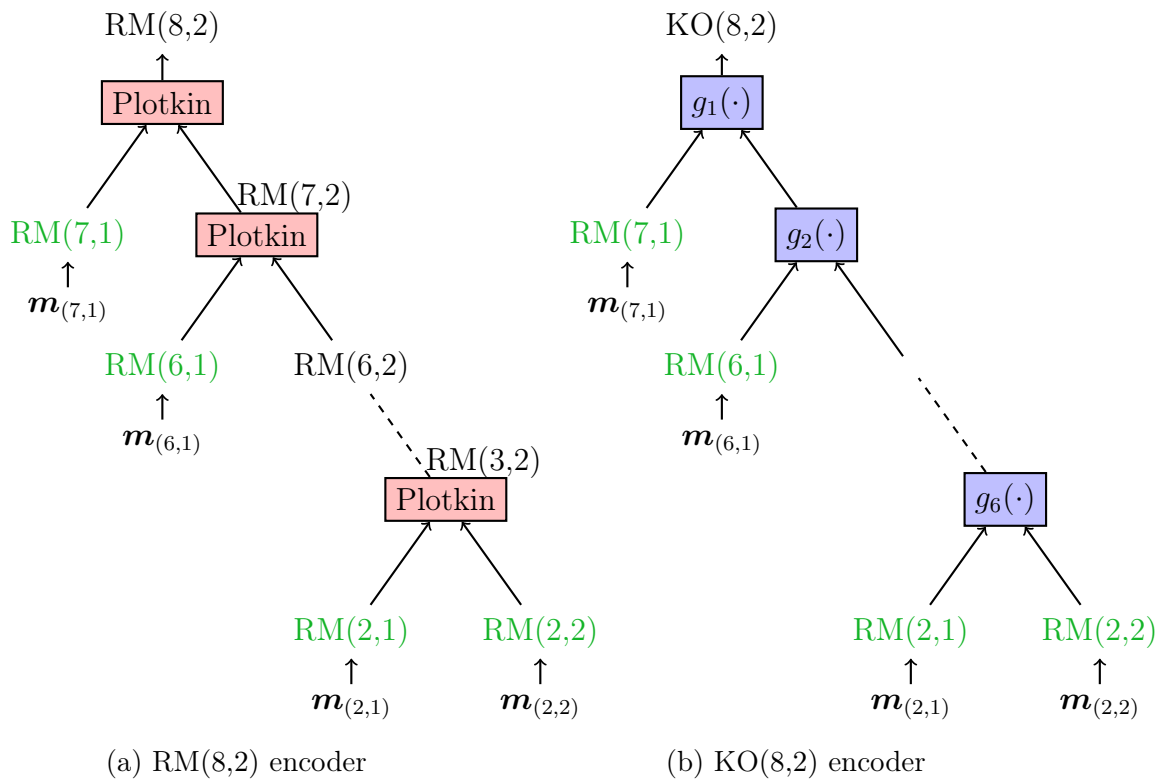 RM(8,2)
Plotkin
RM(7,2)
RM(7,1)
Plotkin
m(7,1)
RM(6,1)
RM(6,2)
m(6,1)
RM(3,2)
Plotkin
RM(2,1)
RM(2,2)
m(2,1)
m(2,2)
(a) RM(8,2) encoder
KO(8,2)
g1(·)
RM(7,1)
g2(·)
m(7,1)
RM(6,1)
m(6,1)
g6(·)
RM(2,1)
RM(2,2)
m(2,1)
m(2,2)
(b) KO(8,2) encoder